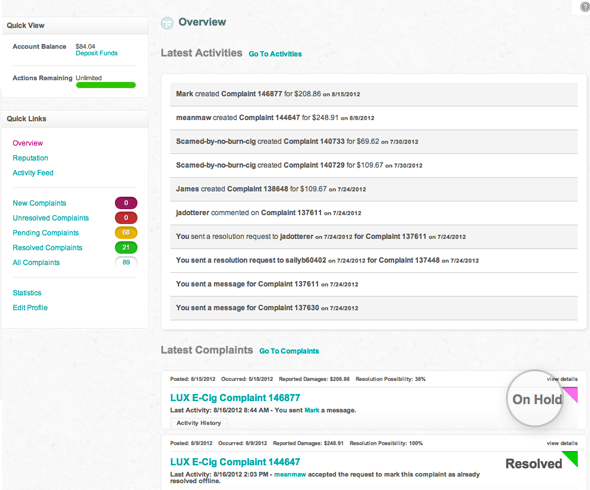 ?
Quick View
Account Balance $84.04
Deposit Funds
Actions Remaining Unlimited
Quick Links
Overview
Reputation
Activity Feed
New Complaints 0
Unresolved Complaints 0
Pending Complaints 68
Resolved Complaints 21
All Complaints 89
Statistics
Edit Profile
Overview
Latest Activities Go To Activities
Mark created Complaint 146877 for $208.86 on 8/15/2012
meanmaw created Complaint 144647 for $248.91 on 8/9/2012
Scamed-by-no-burn-cig created Complaint 140733 for $69.62 on 7/30/2012
Scamed-by-no-burn-cig created Complaint 140729 for $109.67 on 7/30/2012
James created Complaint 138648 for $109.67 on 7/24/2012
jadotterer commented on Complaint 137611 on 7/24/2012
You sent a resolution request to jadotterer on 7/24/2012 for Complaint 137611 on 7/24/2012
You sent a resolution request to sallyb60402 on 7/24/2012 for Complaint 137448 on 7/24/2012
You sent a message for Complaint 137611 on 7/24/2012
You sent a message for Complaint 137630 on 7/24/2012
Latest Complaints Go To Complaints
Posted: 8/15/2012 Occurred: 8/16/2012 Reported Damages: $208.86 Resolution Possibility: 36% view details
LUX E-Cig Complaint 146877
On Hold
Last Activity: 8/16/2012 8:44 AM - You sent Mark a message.
Activity History
Posted: 8/9/2012 Occurred: 8/9/2012 Reported Damages: $248.91 Resolution Possibility: 100% view details
LUX E-Cig Complaint 144647
Resolved
Last Activity: 8/16/2012 2:03 PM - meanmaw accepted the request to mark this complaint as already
resolved offline.